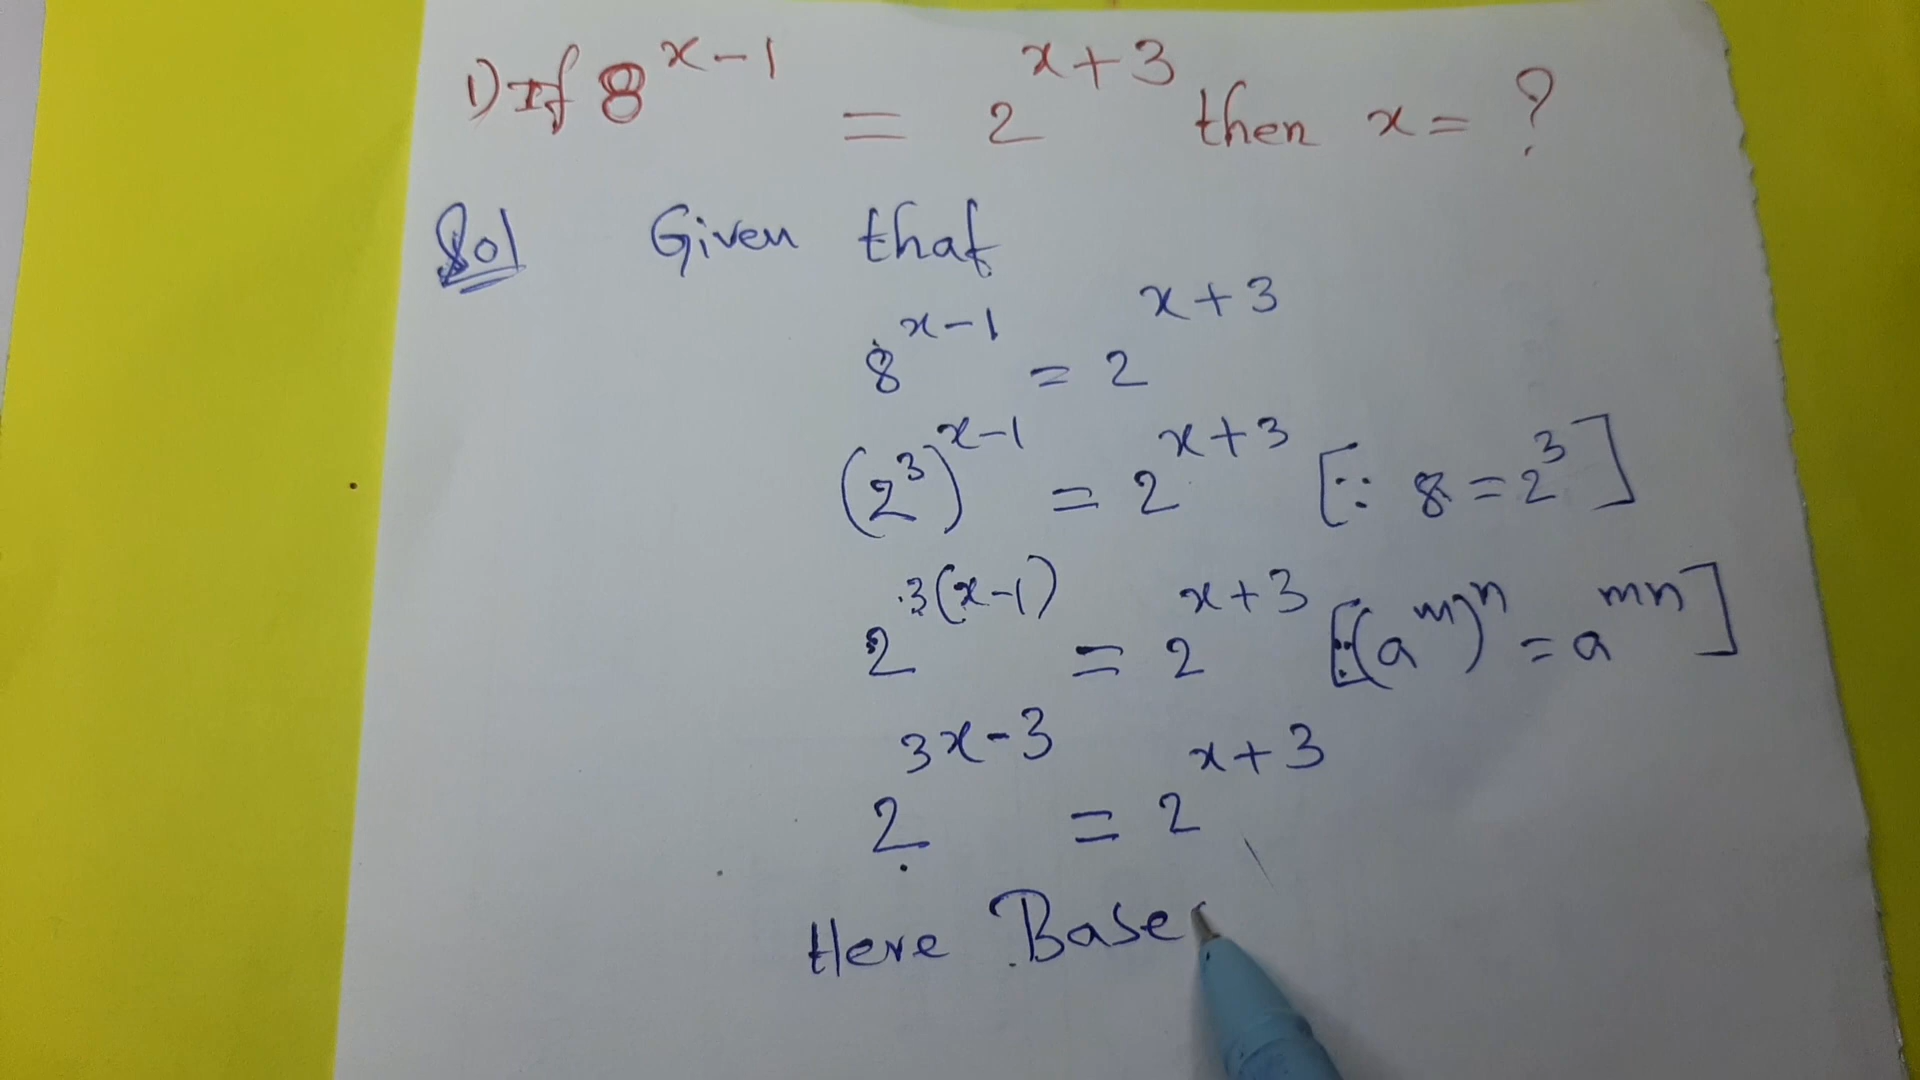 1) If 8^{x-1} = 2^{x+3} then x = ?
Sol Given that
8^{x-1} = 2^{x+3}
(2^3)^{x-1} = 2^{x+3} [∵ 8 = 2^3]
2^{3(x-1)} = 2^{x+3} [∵ (a^m)^n = a^{mn}]
2^{3x-3} = 2^{x+3}
Here Base